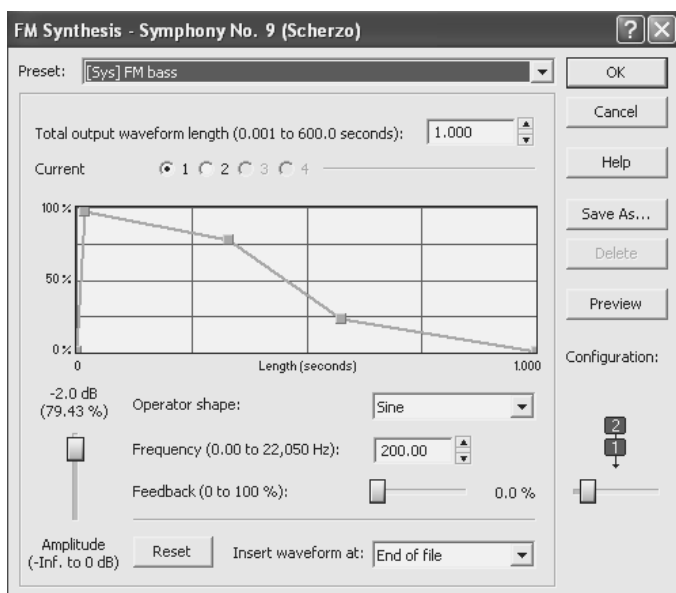 FM Synthesis - Symphony No. 9 (Scherzo)
Preset: [Sys] FM bass
OK
Cancel
Help
Save As...
Delete
Preview
Total output waveform length (0.001 to 600.0 seconds): 1.000
Current 1 2 3 4
100 %
50 %
0 %
0 Length (seconds) 1.000
Configuration:
2
1
-2.0 dB
(79.43 %)
Operator shape: Sine
Frequency (0.00 to 22,050 Hz): 200.00
Feedback (0 to 100 %): 0.0 %
Amplitude
(-Inf. to 0 dB)
Reset
Insert waveform at: End of file